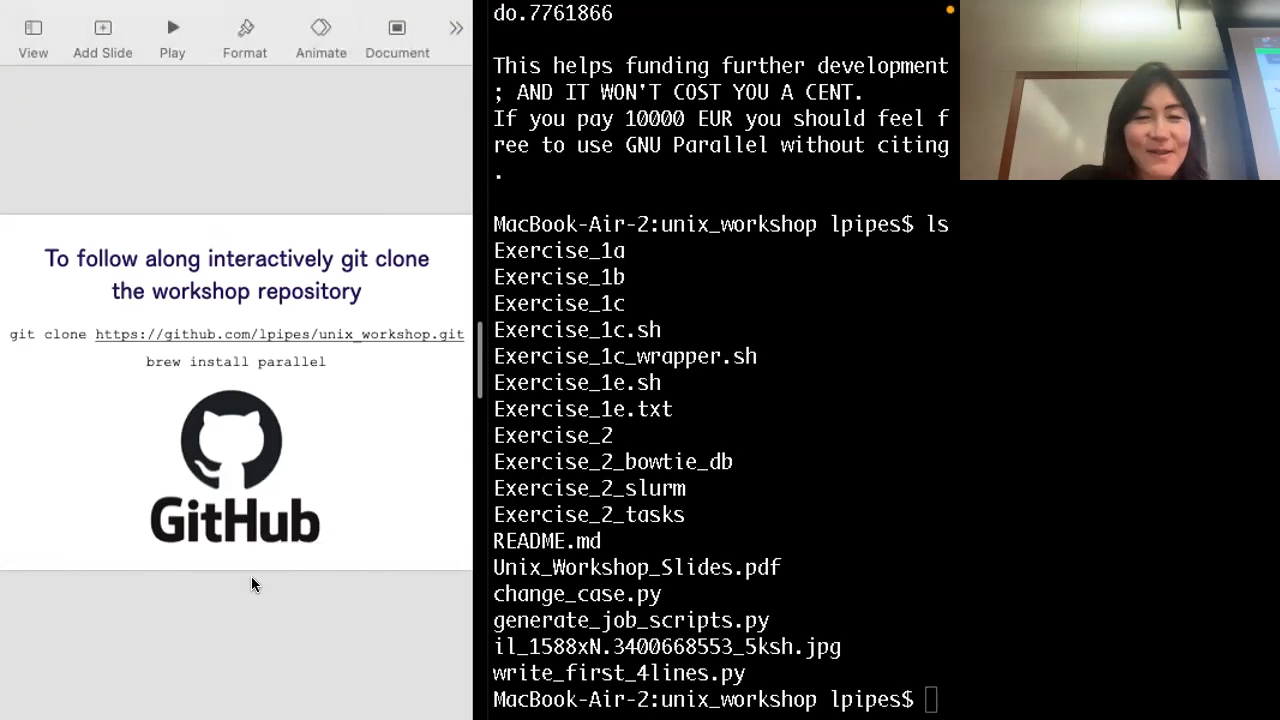 View
Add Slide
Play
Format
Animate
Document
To follow along interactively git clone
the workshop repository
git clone https://github.com/lpipes/unix_workshop.git
brew install parallel
GitHub
do.7761866
This helps funding further development
; AND IT WON'T COST YOU A CENT.
If you pay 10000 EUR you should feel f
ree to use GNU Parallel without citing
.
MacBook-Air-2:unix_workshop lpipes$ ls
Exercise_1a
Exercise_1b
Exercise_1c
Exercise_1c.sh
Exercise_1c_wrapper.sh
Exercise_1e.sh
Exercise_1e.txt
Exercise_2
Exercise_2_bowtie_db
Exercise_2_slurm
Exercise_2_tasks
README.md
Unix_Workshop_Slides.pdf
change_case.py
generate_job_scripts.py
il_1588xN.3400668553_5ksh.jpg
write_first_4lines.py
MacBook-Air-2:unix_workshop lpipes$